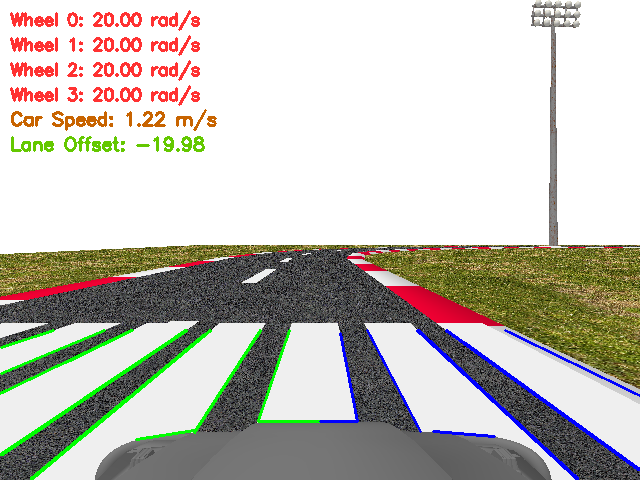 Wheel 0: 20.00 rad/s
Wheel 1: 20.00 rad/s
Wheel 2: 20.00 rad/s
Wheel 3: 20.00 rad/s
Car Speed: 1.22 m/s
Lane Offset: -19.98